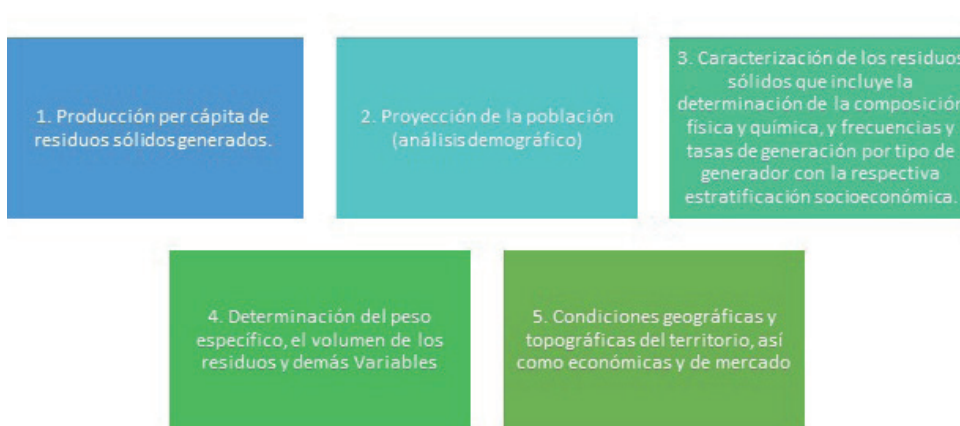 1. Producción per cápita de
residuos sólidos generados.
2. Proyección de la población
(análisis demográfico)
3. Caracterización de los residuos
sólidos que incluye la
determinación de la composición
física y química, y frecuencias y
tasas de generación por tipo de
generador con la respectiva
estratificación socioeconómica.
4. Determinación del peso
específico, el volumen de los
residuos y demás Variables
5. Condiciones geográficas y
topográficas del territorio, así
como económicas y de mercado